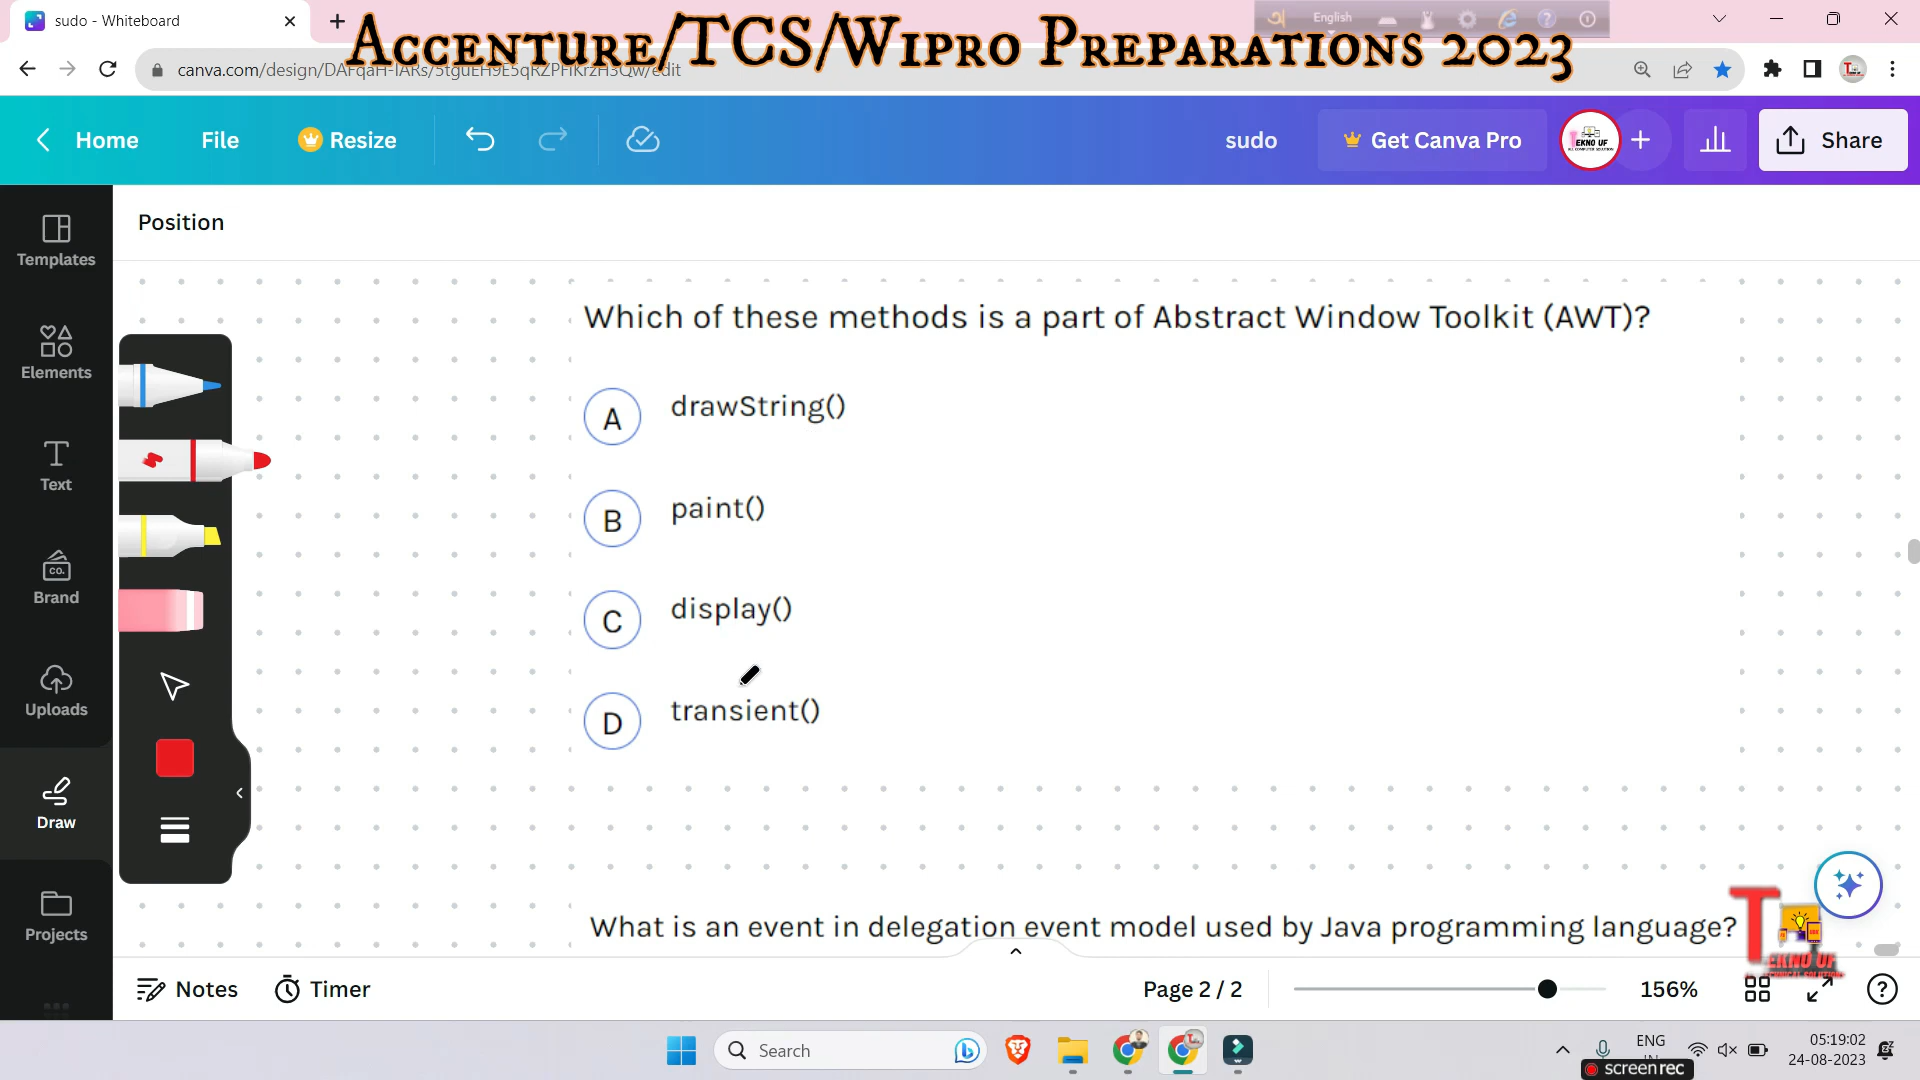 sudo - Whiteboard
English
Accenture/TCS/Wipro Preparations 2023
Home
File
Resize
sudo
Get Canva Pro
Share
Position
Templates
Elements
Text
Brand
Uploads
Draw
Projects
Which of these methods is a part of Abstract Window Toolkit (AWT)?
A drawString()
B paint()
C display()
D transient()
What is an event in delegation event model used by Java programming language?
Notes
Timer
Page 2 / 2
156%
Search
ENG
05:19:02
24-08-2023
screen rec